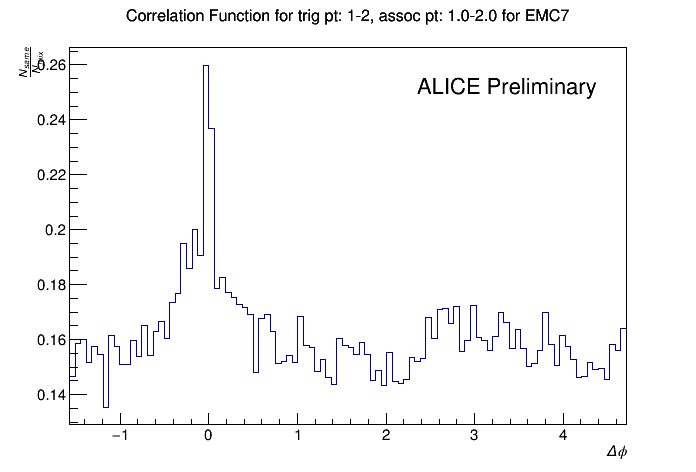 Correlation Function for trig pt: 1-2, assoc pt: 1.0-2.0 for EMC7
N_same
N_mix
ALICE Preliminary
0.26
0.24
0.22
0.2
0.18
0.16
0.14
−1 0 1 2 3 4
Δϕ